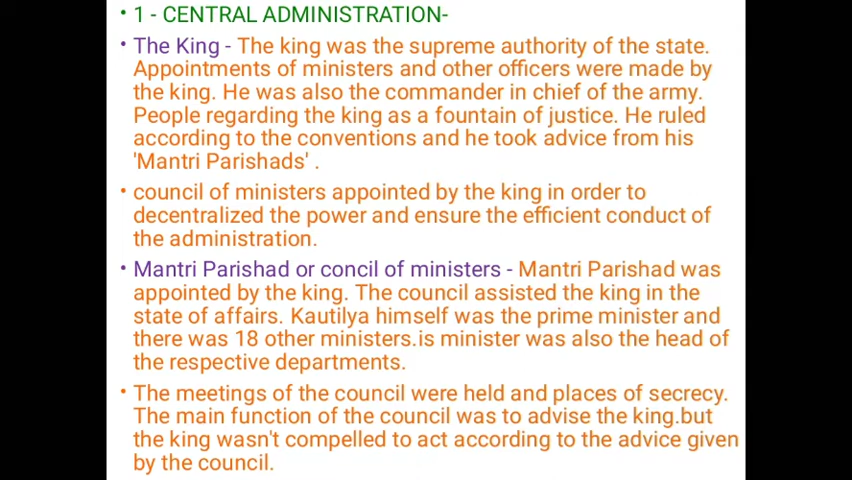 • 1 - CENTRAL ADMINISTRATION-
• The King - The king was the supreme authority of the state.
Appointments of ministers and other officers were made by
the king. He was also the commander in chief of the army.
People regarding the king as a fountain of justice. He ruled
according to the conventions and he took advice from his
'Mantri Parishads' .
• council of ministers appointed by the king in order to
decentralized the power and ensure the efficient conduct of
the administration.
• Mantri Parishad or concil of ministers - Mantri Parishad was
appointed by the king. The council assisted the king in the
state of affairs. Kautilya himself was the prime minister and
there was 18 other ministers.is minister was also the head of
the respective departments.
• The meetings of the council were held and places of secrecy.
The main function of the council was to advise the king.but
the king wasn't compelled to act according to the advice given
by the council.